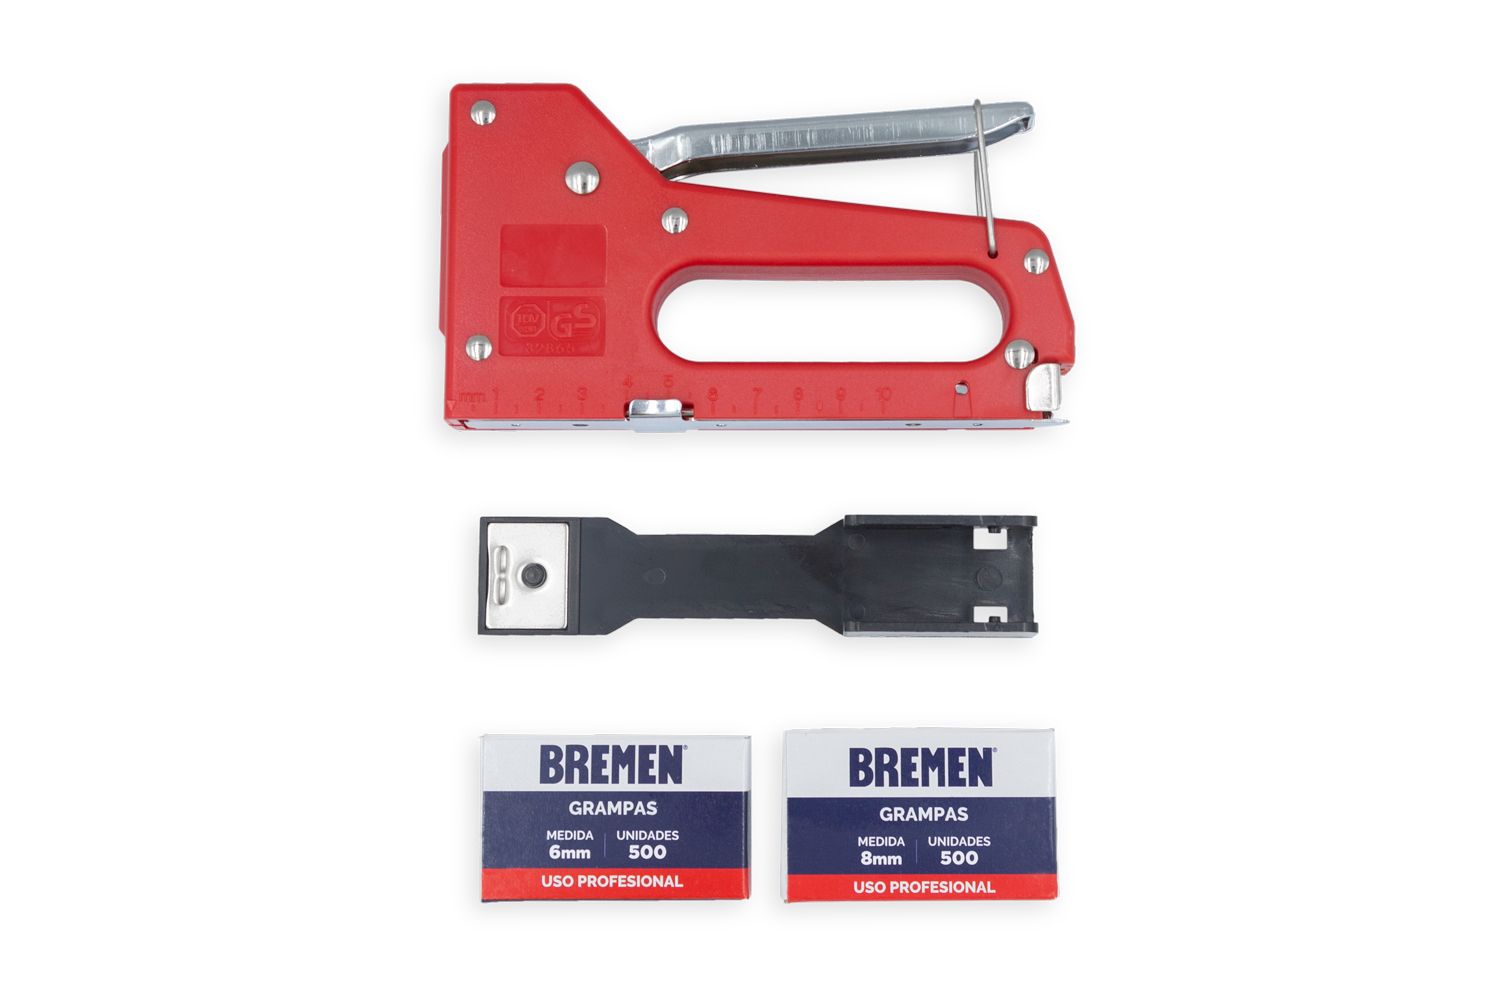 TÜV
GS
32865
mm 1 2 3 4 5 6 7 8 9 10
BREMEN®
GRAMPAS
MEDIDA UNIDADES
6mm 500
USO PROFESIONAL
BREMEN®
GRAMPAS
MEDIDA UNIDADES
8mm 500
USO PROFESIONAL